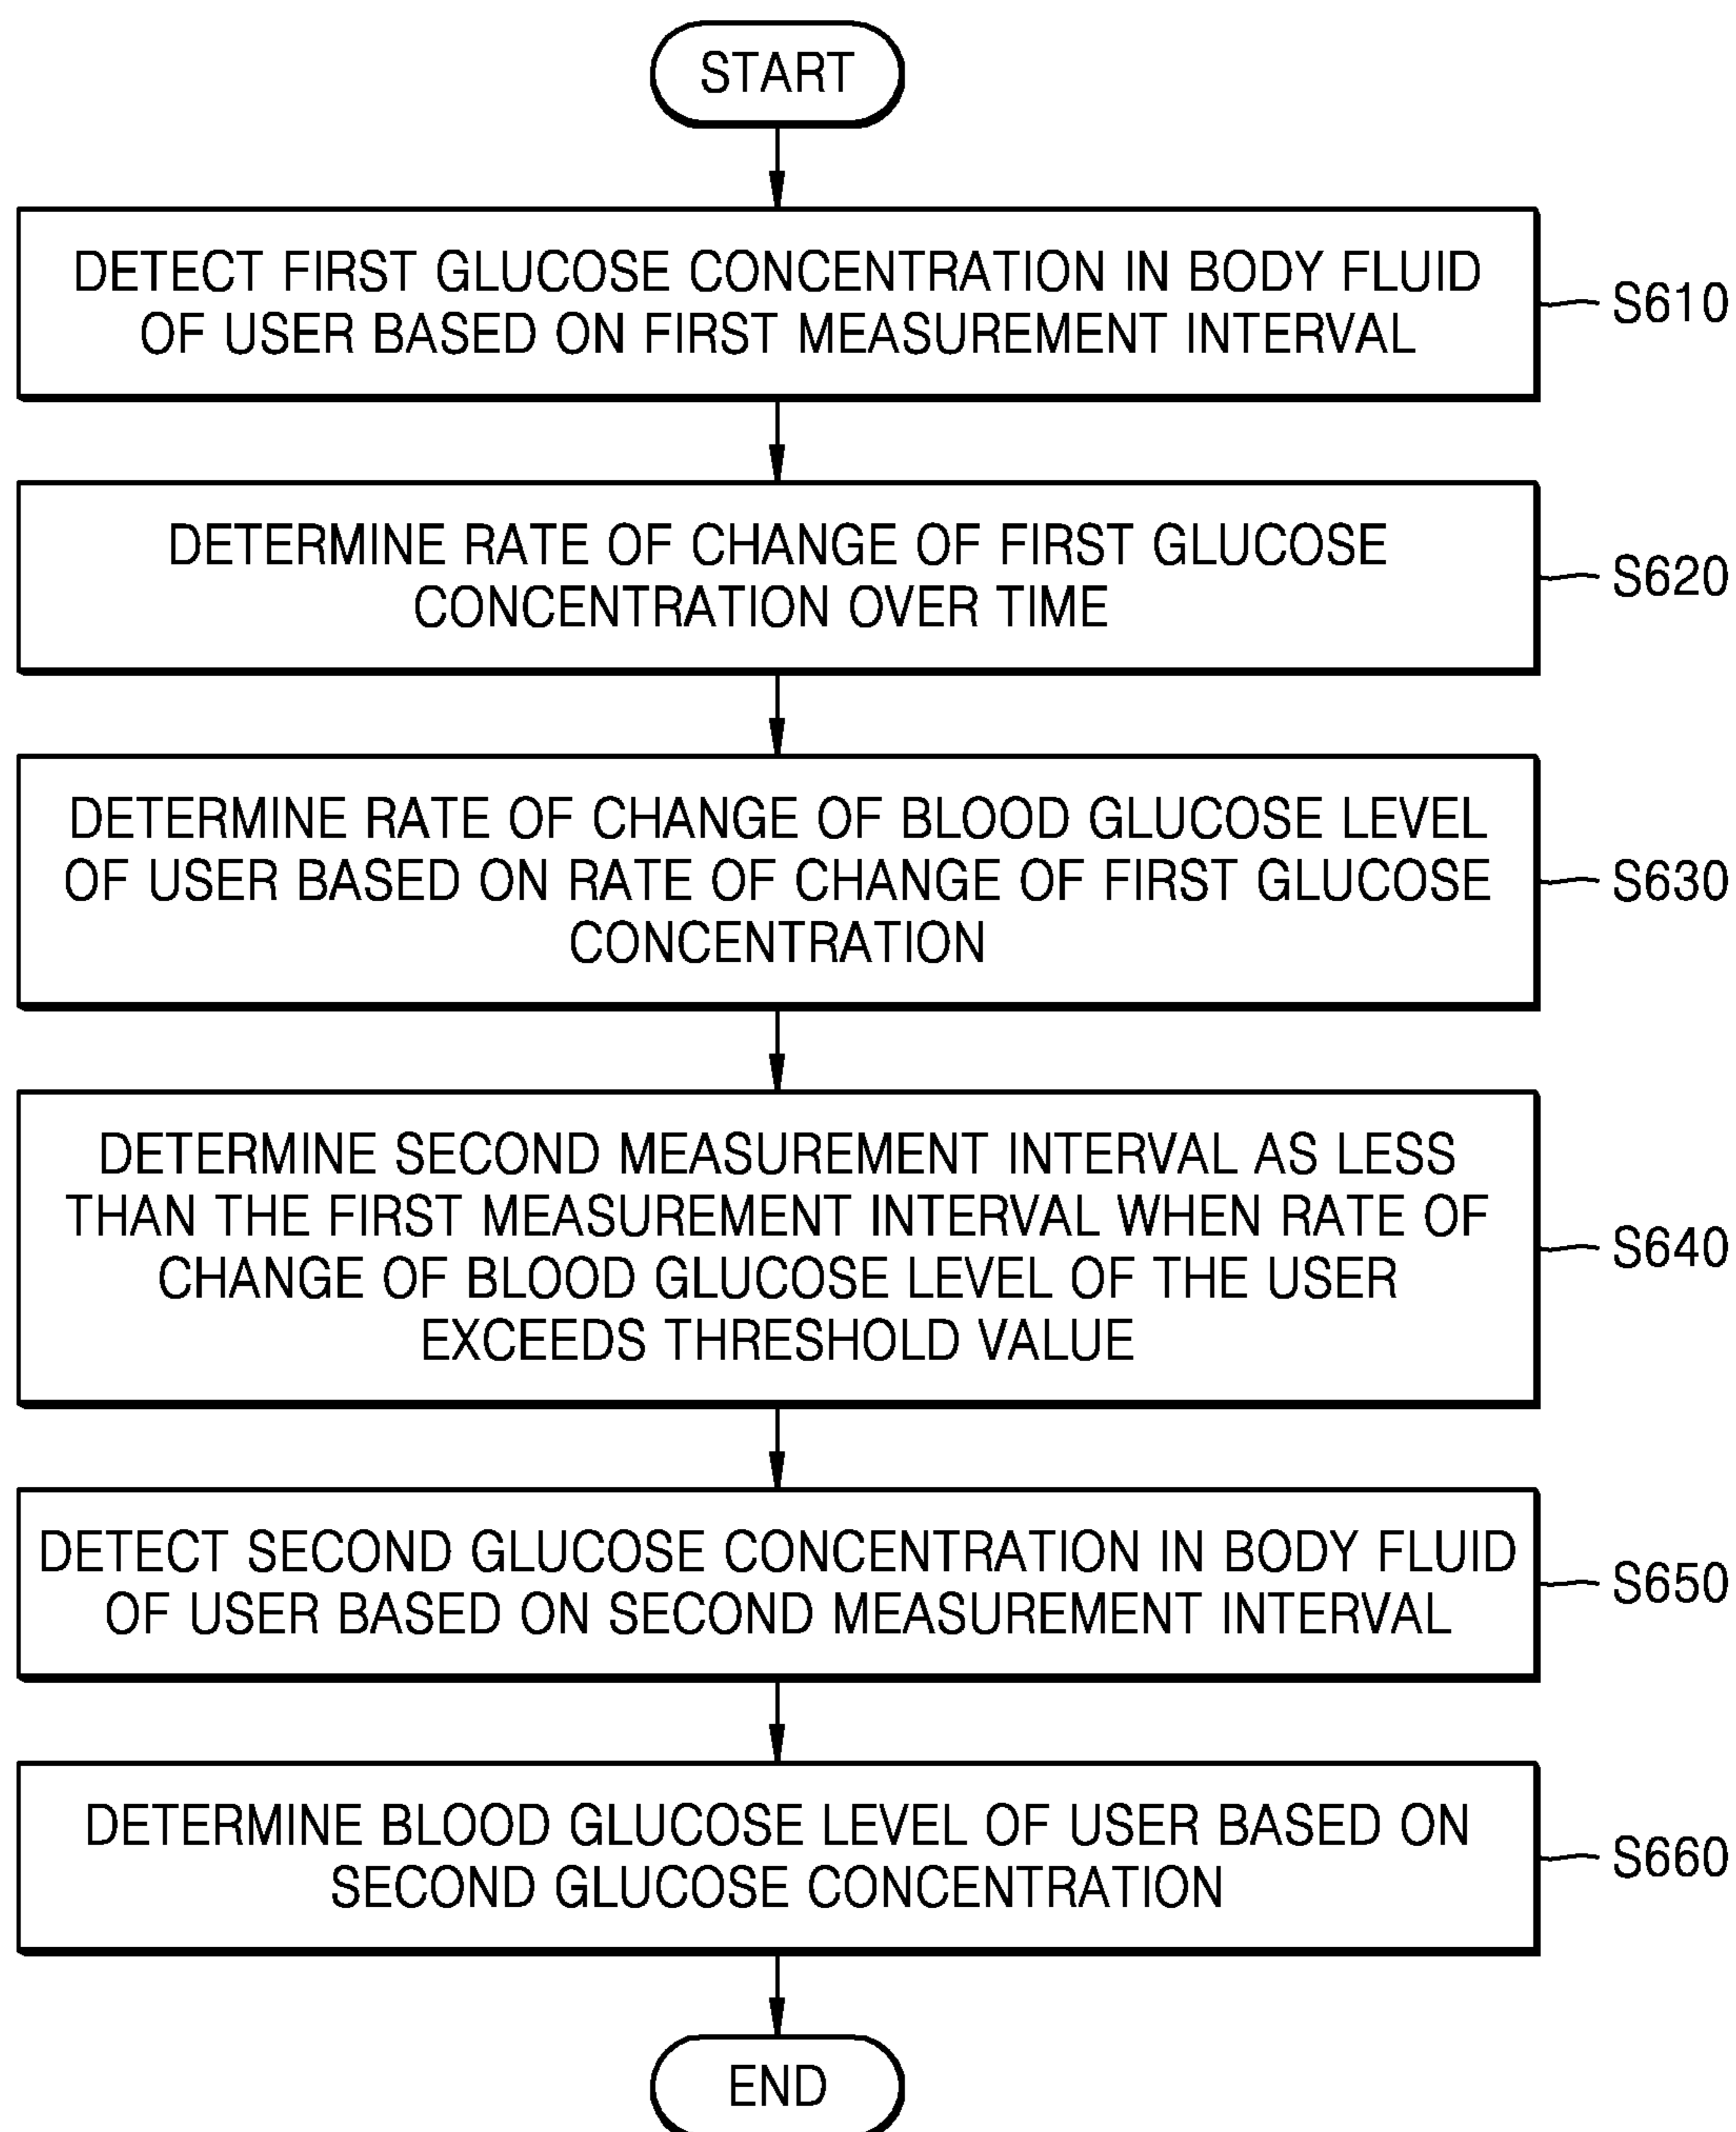 START
DETECT FIRST GLUCOSE CONCENTRATION IN BODY FLUID
OF USER BASED ON FIRST MEASUREMENT INTERVAL
S610
DETERMINE RATE OF CHANGE OF FIRST GLUCOSE
CONCENTRATION OVER TIME
S620
DETERMINE RATE OF CHANGE OF BLOOD GLUCOSE LEVEL
OF USER BASED ON RATE OF CHANGE OF FIRST GLUCOSE
CONCENTRATION
S630
DETERMINE SECOND MEASUREMENT INTERVAL AS LESS
THAN THE FIRST MEASUREMENT INTERVAL WHEN RATE OF
CHANGE OF BLOOD GLUCOSE LEVEL OF THE USER
EXCEEDS THRESHOLD VALUE
S640
DETECT SECOND GLUCOSE CONCENTRATION IN BODY FLUID
OF USER BASED ON SECOND MEASUREMENT INTERVAL
S650
DETERMINE BLOOD GLUCOSE LEVEL OF USER BASED ON
SECOND GLUCOSE CONCENTRATION
S660
END